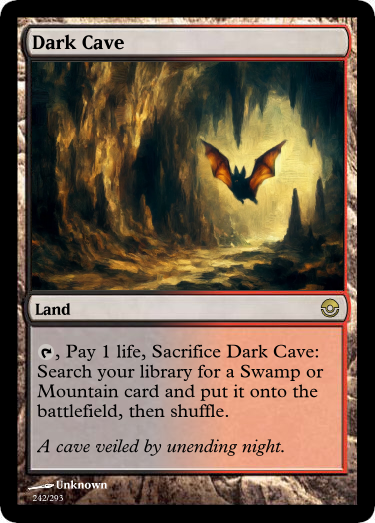 Dark Cave
Land
, Pay 1 life, Sacrifice Dark Cave:
Search your library for a Swamp or
Mountain card and put it onto the
battlefield, then shuffle.
A cave veiled by unending night.
Unknown
242/293